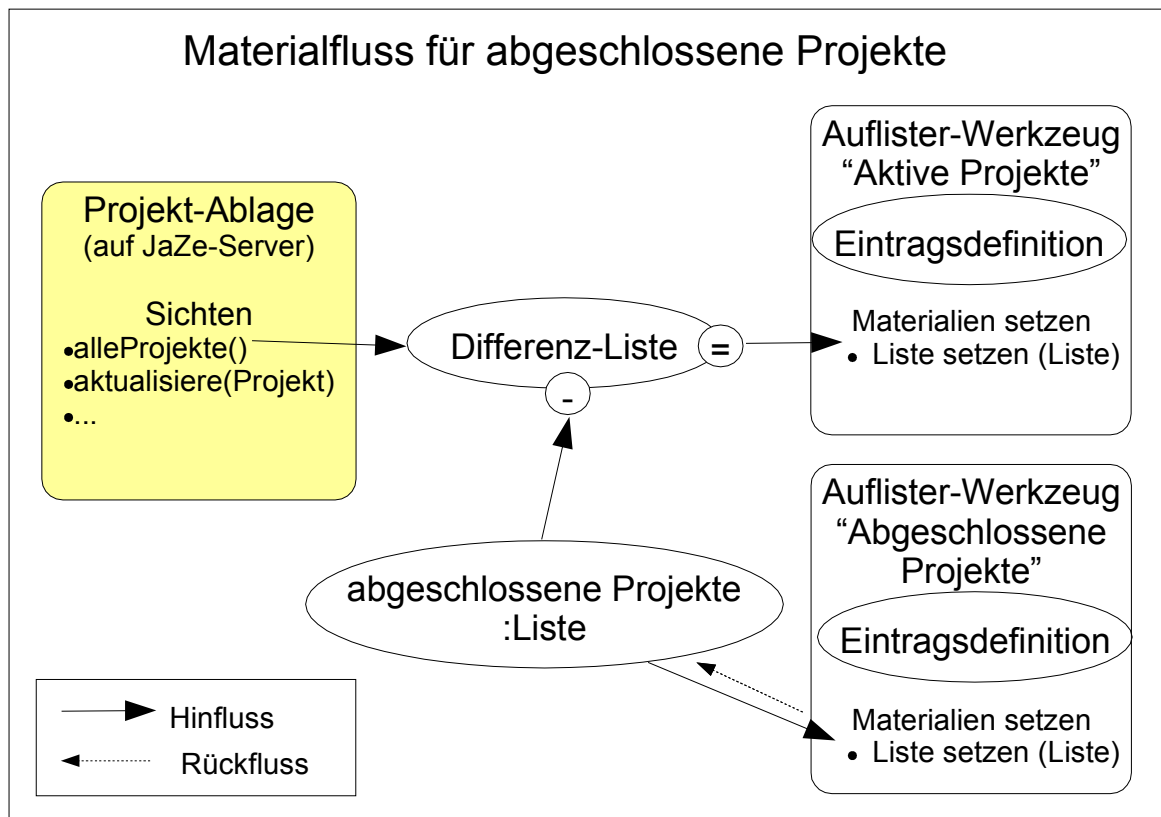 Materialfluss für abgeschlossene Projekte
Projekt-Ablage
(auf JaZe-Server)
Sichten
•alleProjekte()
•aktualisiere(Projekt)
•...
Differenz-Liste
=
-
abgeschlossene Projekte
:Liste
Auflister-Werkzeug
“Aktive Projekte”
Eintragsdefinition
Materialien setzen
• Liste setzen (Liste)
Auflister-Werkzeug
“Abgeschlossene
Projekte”
Eintragsdefinition
Materialien setzen
• Liste setzen (Liste)
Hinfluss
Rückfluss